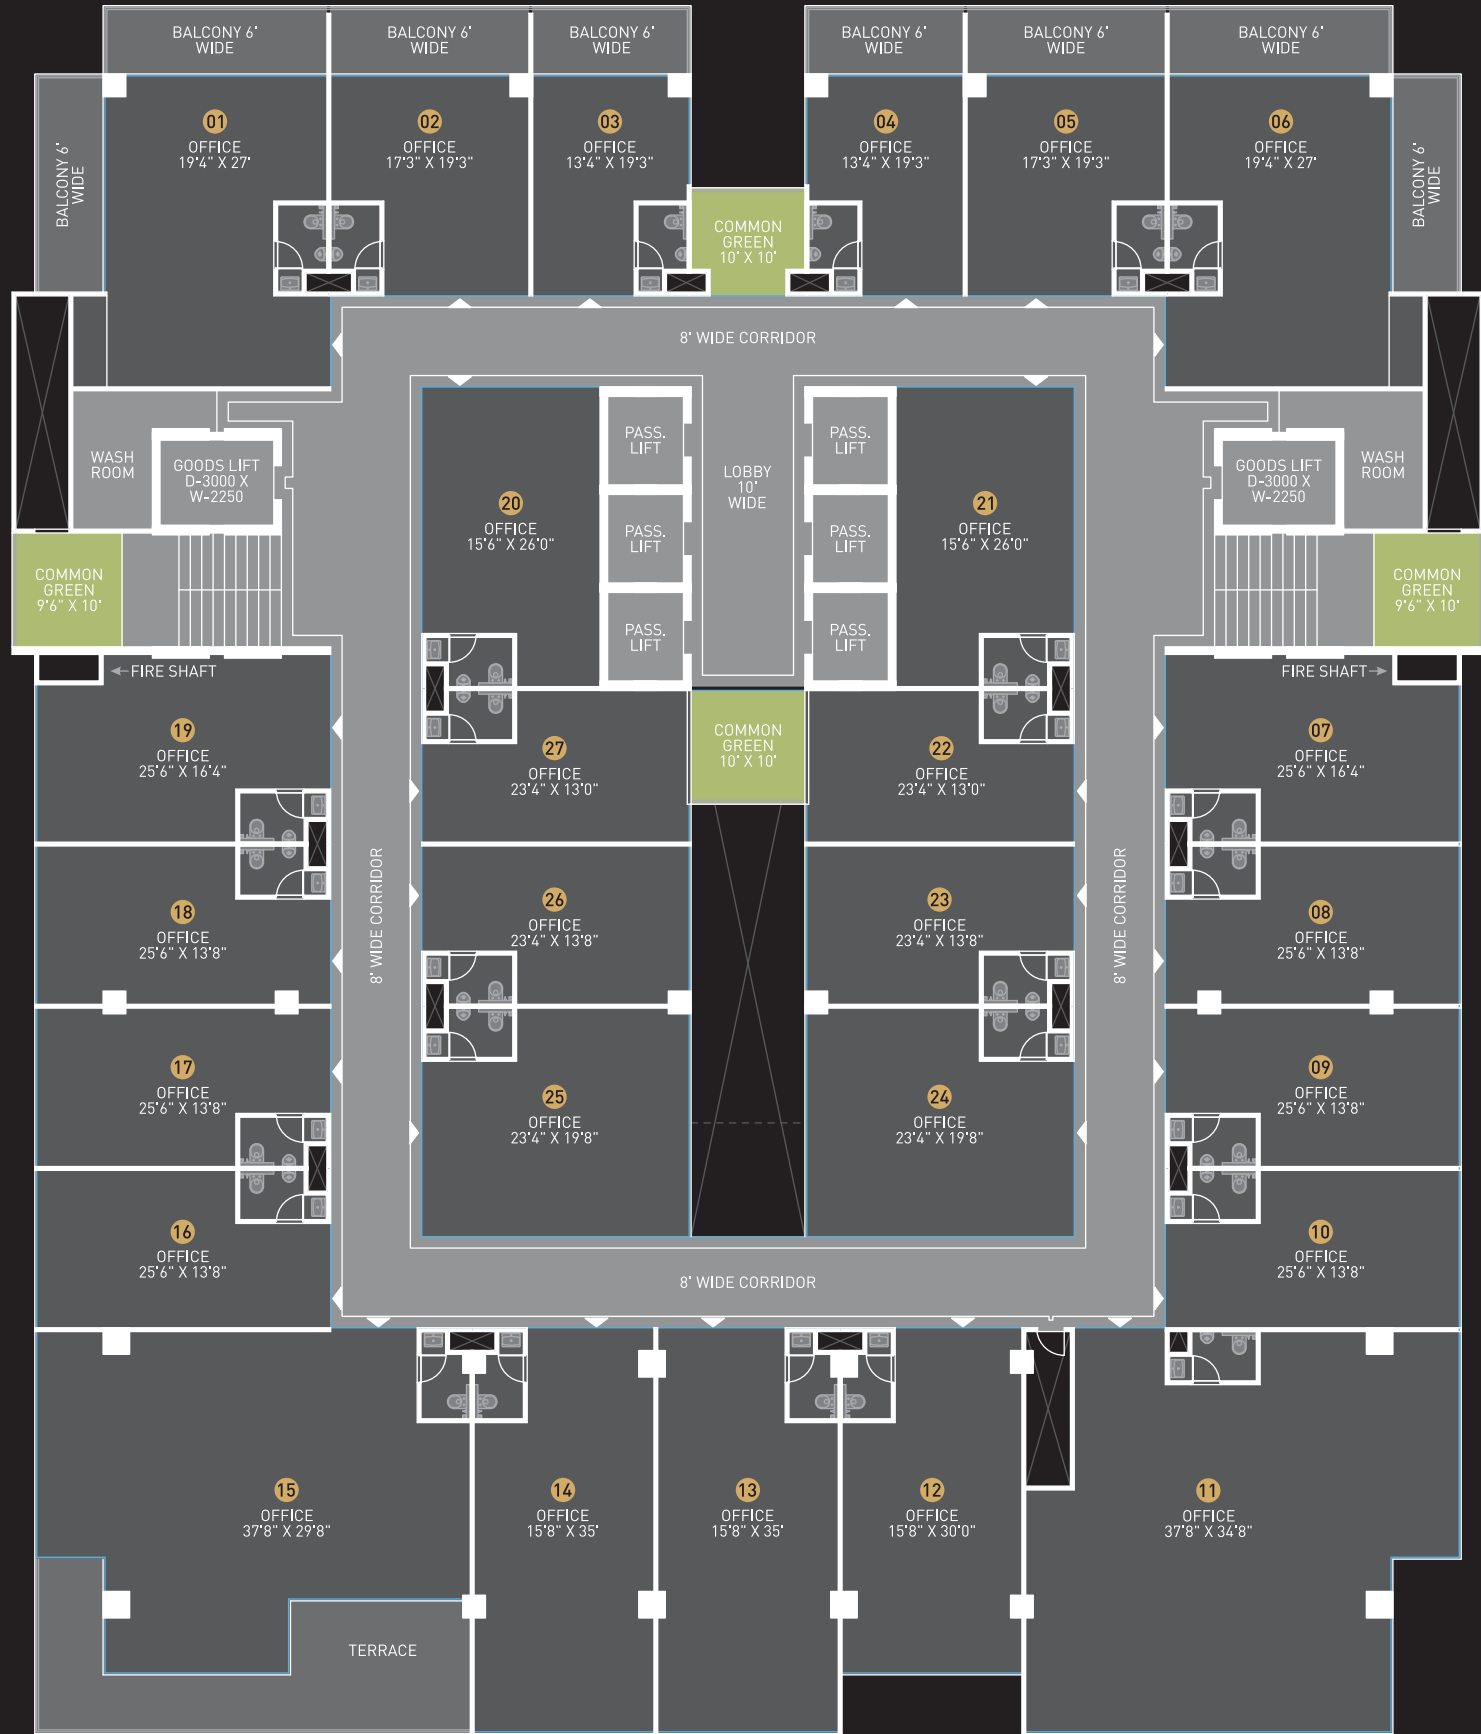 BALCONY 6'
WIDE
BALCONY 6'
WIDE
BALCONY 6'
WIDE
BALCONY 6'
WIDE
BALCONY 6'
WIDE
BALCONY 6'
WIDE
BALCONY 6'
WIDE
01
OFFICE
19'4" X 27'
02
OFFICE
17'3" X 19'3"
03
OFFICE
13'4" X 19'3"
04
OFFICE
13'4" X 19'3"
05
OFFICE
17'3" X 19'3"
06
OFFICE
19'4" X 27'
BALCONY 6'
WIDE
COMMON
GREEN
10' X 10'
8' WIDE CORRIDOR
WASH
ROOM
GOODS LIFT
D-3000 X
W-2250
20
OFFICE
15'6" X 26'0"
PASS.
LIFT
PASS.
LIFT
PASS.
LIFT
LOBBY
10'
WIDE
PASS.
LIFT
PASS.
LIFT
PASS.
LIFT
21
OFFICE
15'6" X 26'0"
GOODS LIFT
D-3000 X
W-2250
WASH
ROOM
COMMON
GREEN
9'6" X 10'
COMMON
GREEN
9'6" X 10'
FIRE SHAFT
FIRE SHAFT
19
OFFICE
25'6" X 16'4"
27
OFFICE
23'4" X 13'0"
COMMON
GREEN
10' X 10'
22
OFFICE
23'4" X 13'0"
07
OFFICE
25'6" X 16'4"
18
OFFICE
25'6" X 13'8"
8' WIDE CORRIDOR
26
OFFICE
23'4" X 13'8"
23
OFFICE
23'4" X 13'8"
8' WIDE CORRIDOR
08
OFFICE
25'6" X 13'8"
17
OFFICE
25'6" X 13'8"
25
OFFICE
23'4" X 19'8"
24
OFFICE
23'4" X 19'8"
09
OFFICE
25'6" X 13'8"
16
OFFICE
25'6" X 13'8"
10
OFFICE
25'6" X 13'8"
8' WIDE CORRIDOR
15
OFFICE
37'8" X 29'8"
14
OFFICE
15'8" X 35'
13
OFFICE
15'8" X 35'
12
OFFICE
15'8" X 30'0"
11
OFFICE
37'8" X 34'8"
TERRACE